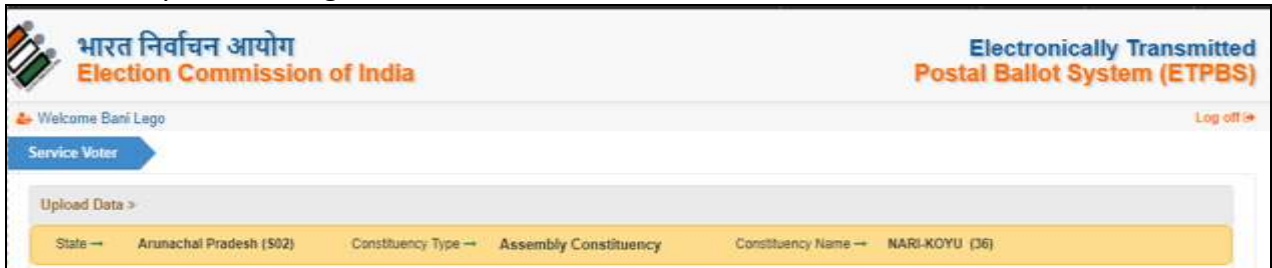 भारत निर्वाचन आयोग
Election Commission of India
Electronically Transmitted
Postal Ballot System (ETPBS)
Welcome Bani Lego
Log off
Service Voter
Upload Data >
State → Arunachal Pradesh (S02) Constituency Type → Assembly Constituency Constituency Name → NARI-KOYU (36)